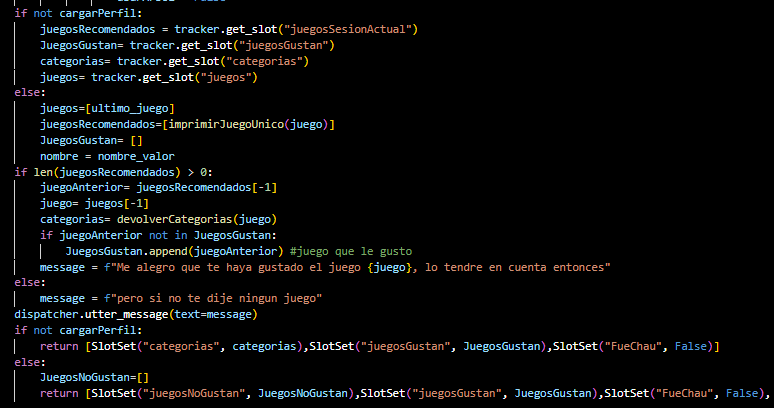 if not cargarPerfil:
juegosRecomendados = tracker.get_slot("juegosSesionActual")
JuegosGustan= tracker.get_slot("juegosGustan")
categorias= tracker.get_slot("categorias")
juegos= tracker.get_slot("juegos")
else:
juegos=[ultimo_juego]
juegosRecomendados=[imprimirJuegoUnico(juego)]
JuegosGustan= []
nombre = nombre_valor
if len(juegosRecomendados) > 0:
juegoAnterior= juegosRecomendados[-1]
juego= juegos[-1]
categorias= devolverCategorias(juego)
if juegoAnterior not in JuegosGustan:
JuegosGustan.append(juegoAnterior) #juego que le gusto
message = f"Me alegro que te haya gustado el juego {juego}, lo tendre en cuenta entonces"
else:
message = f"pero si no te dije ningun juego"
dispatcher.utter_message(text=message)
if not cargarPerfil:
return [SlotSet("categorias", categorias),SlotSet("juegosGustan", JuegosGustan),SlotSet("FueChau", False)]
else:
JuegosNoGustan=[]
return [SlotSet("juegosNoGustan", JuegosNoGustan),SlotSet("juegosGustan", JuegosGustan),SlotSet("FueChau", False),